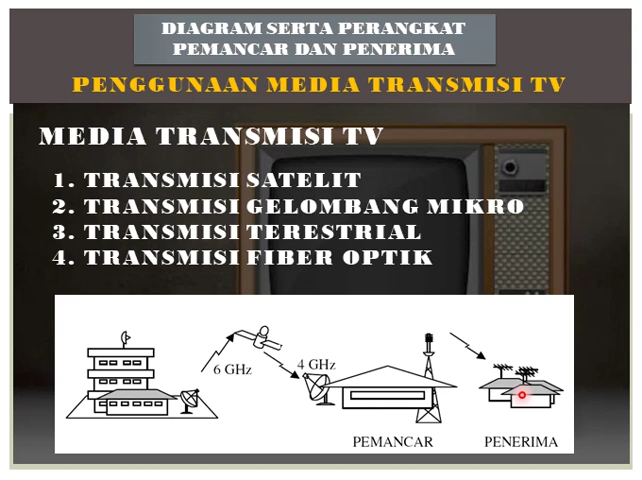 DIAGRAM SERTA PERANGKAT
PEMANCAR DAN PENERIMA
PENGGUNAAN MEDIA TRANSMISI TV
MEDIA TRANSMISI TV
1. TRANSMISI SATELIT
2. TRANSMISI GELOMBANG MIKRO
3. TRANSMISI TERESTRIAL
4. TRANSMISI FIBER OPTIK
6 GHz
4 GHz
PEMANCAR
PENERIMA